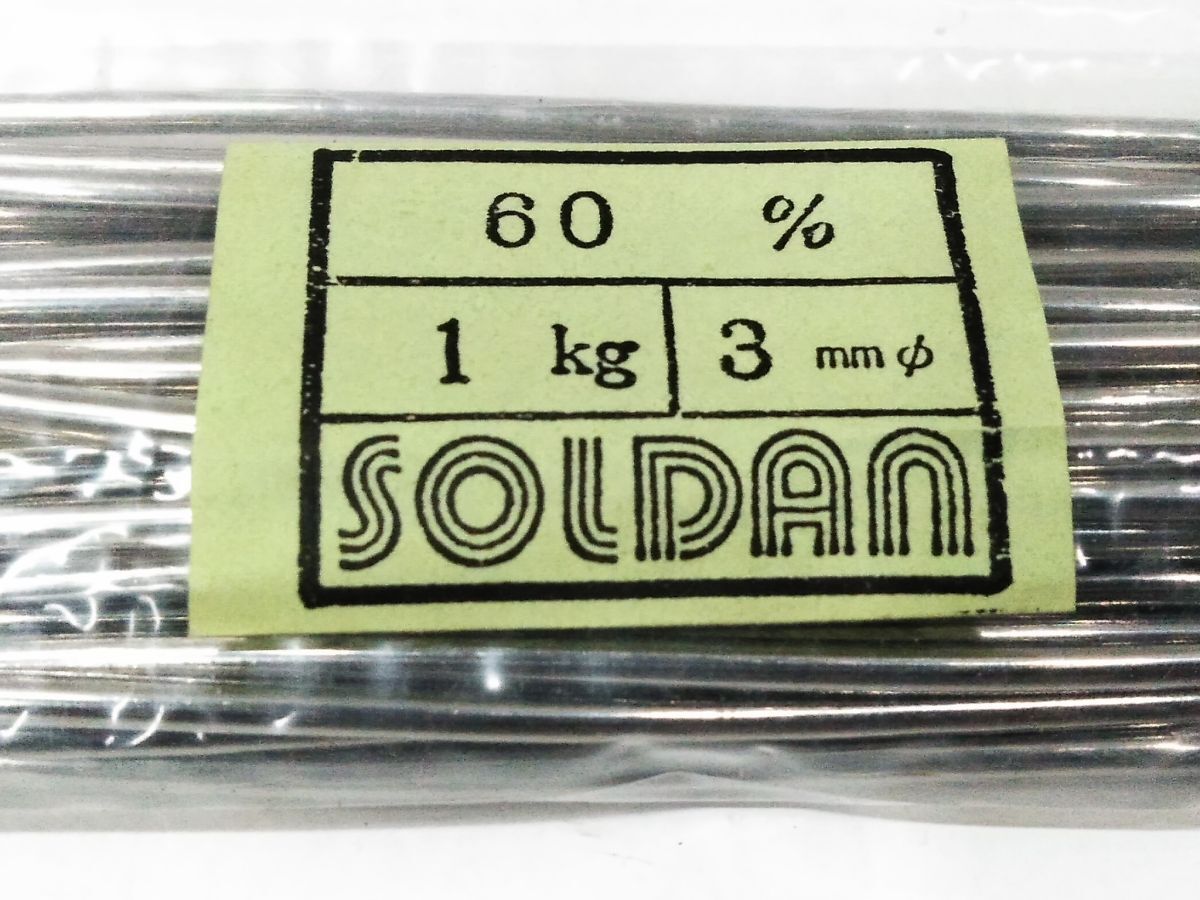 60 %
1 kg 3 mmφ
SOLDAN